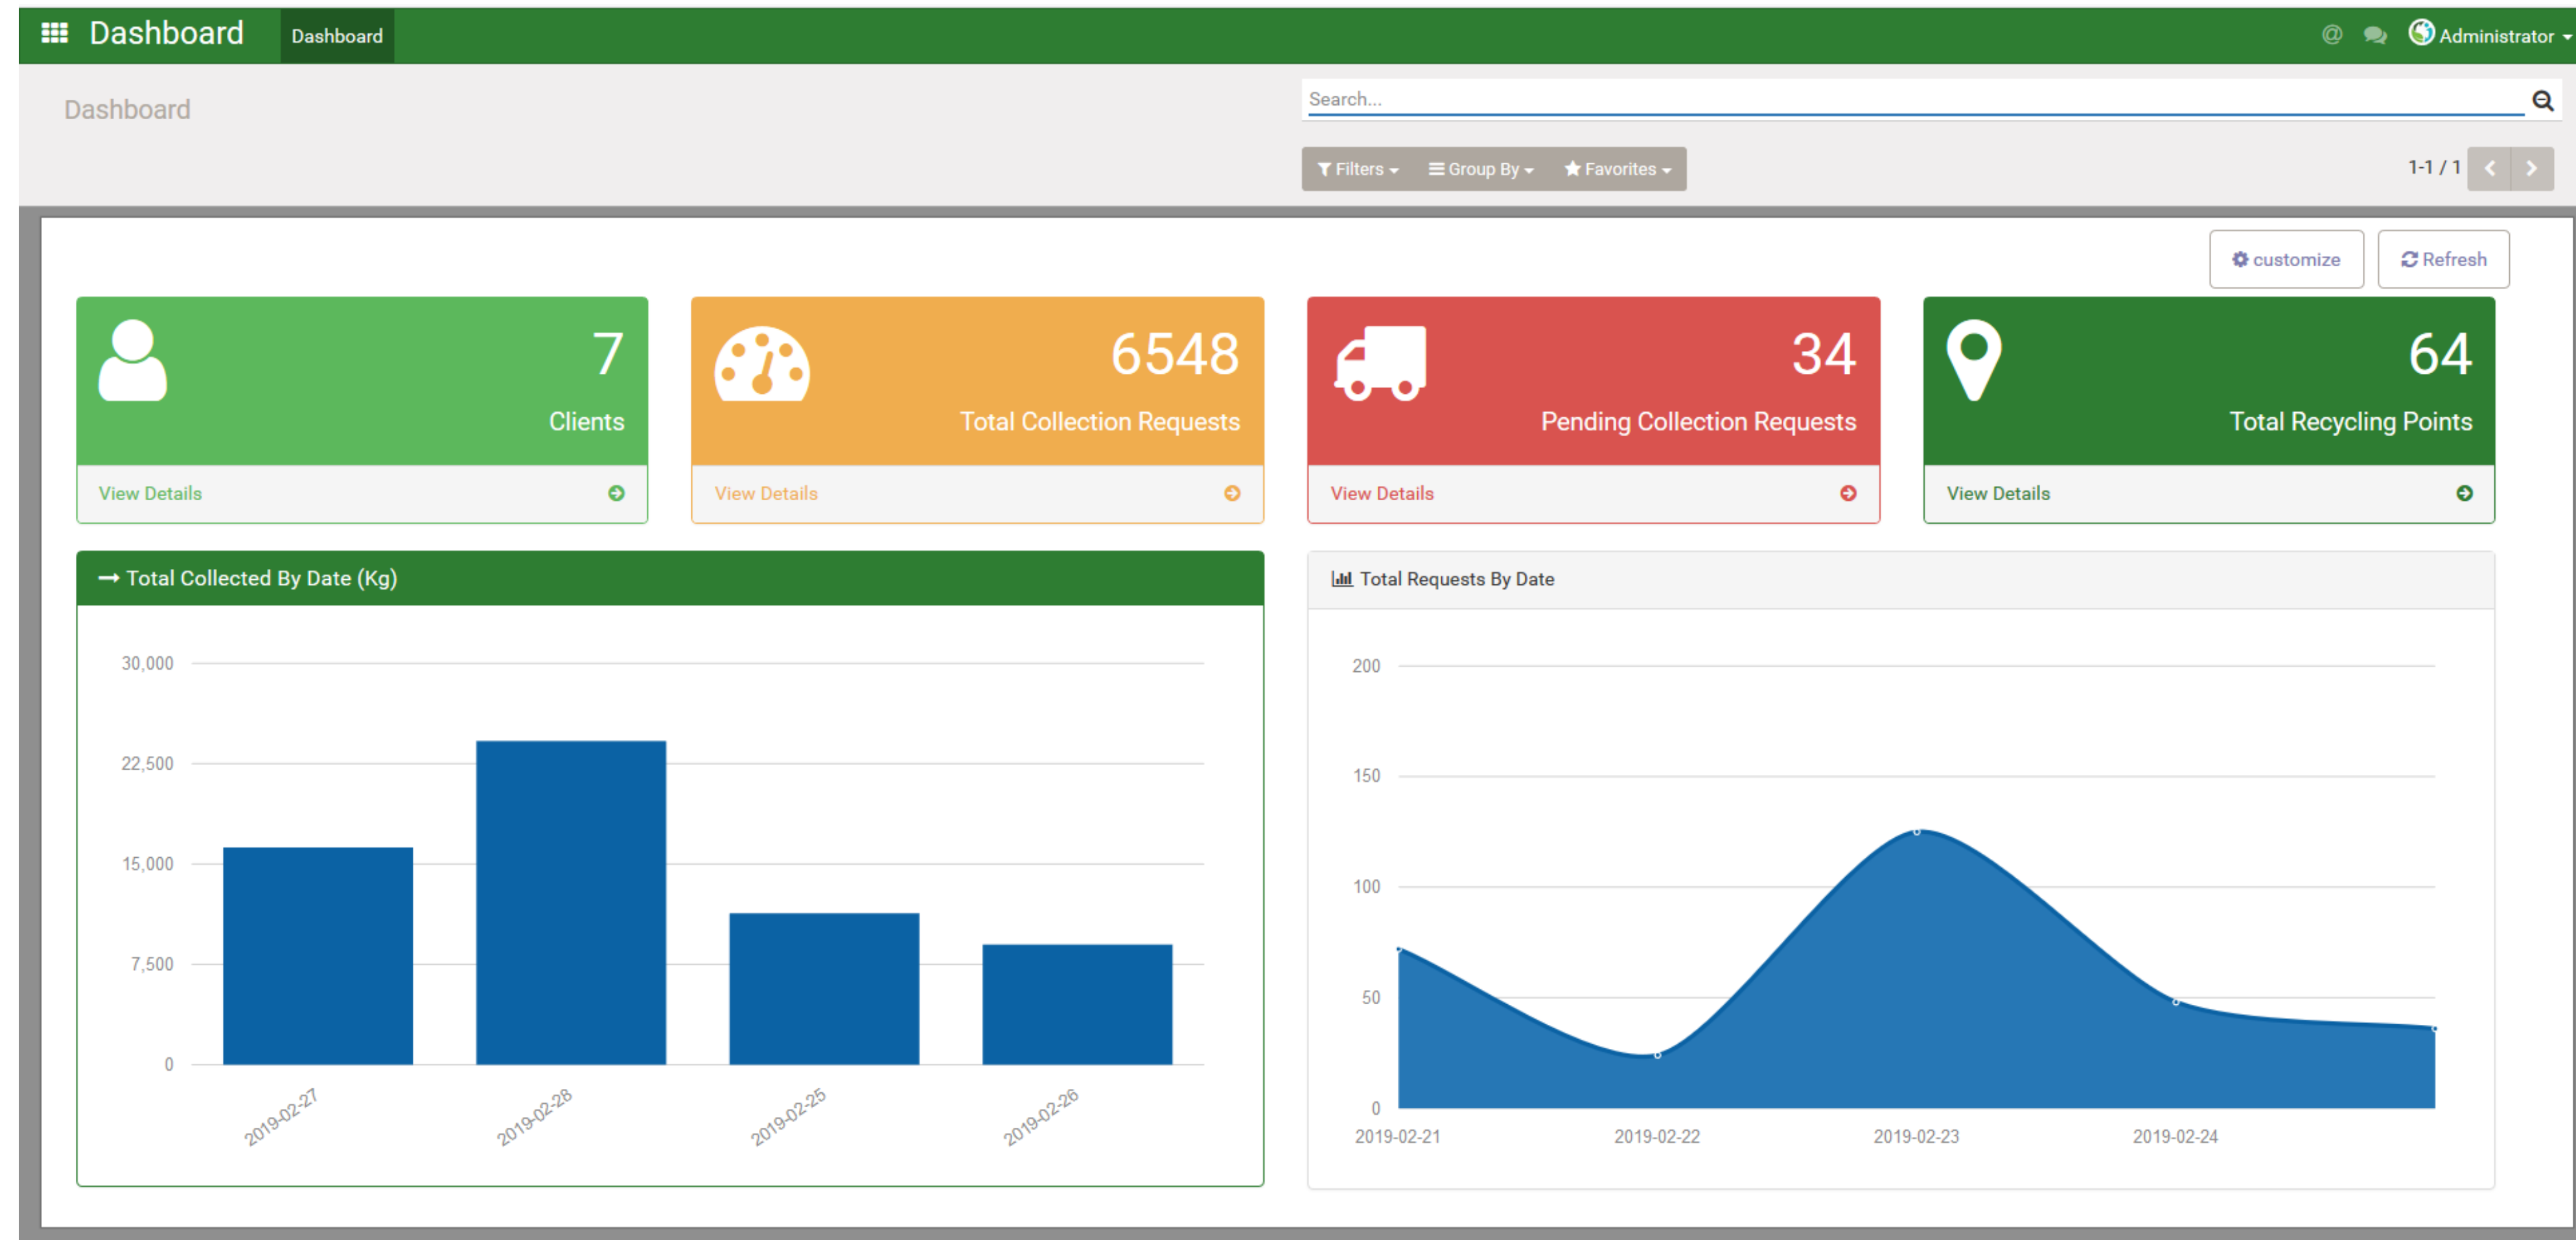 Dashboard Dashboard @ Administrator
Dashboard
Search...
Filters Group By Favorites 1-1 / 1
customize Refresh
7
Clients
View Details
6548
Total Collection Requests
View Details
34
Pending Collection Requests
View Details
64
Total Recycling Points
View Details
Total Collected By Date (Kg)
30,000
22,500
15,000
7,500
0
2019-02-27 2019-02-28 2019-02-25 2019-02-26
Total Requests By Date
200
150
100
50
0
2019-02-21 2019-02-22 2019-02-23 2019-02-24